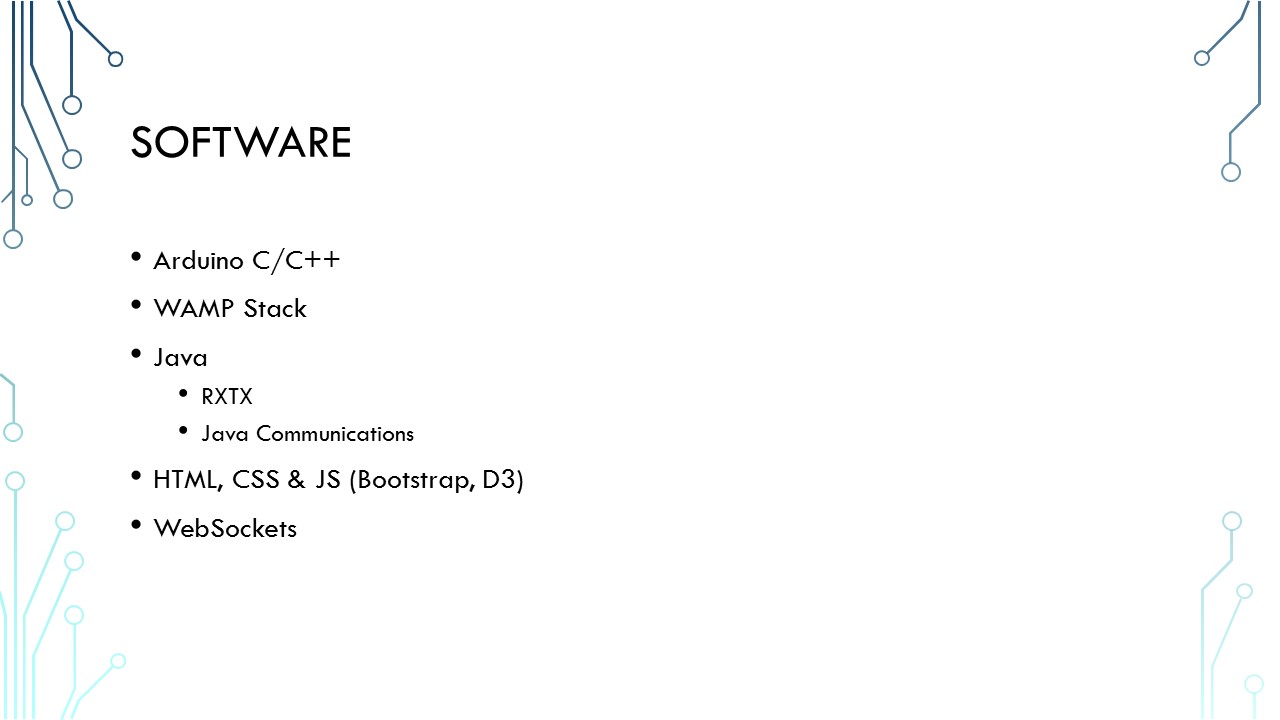 SOFTWARE
• Arduino C/C++
• WAMP Stack
• Java
• RXTX
• Java Communications
• HTML, CSS & JS (Bootstrap, D3)
• WebSockets